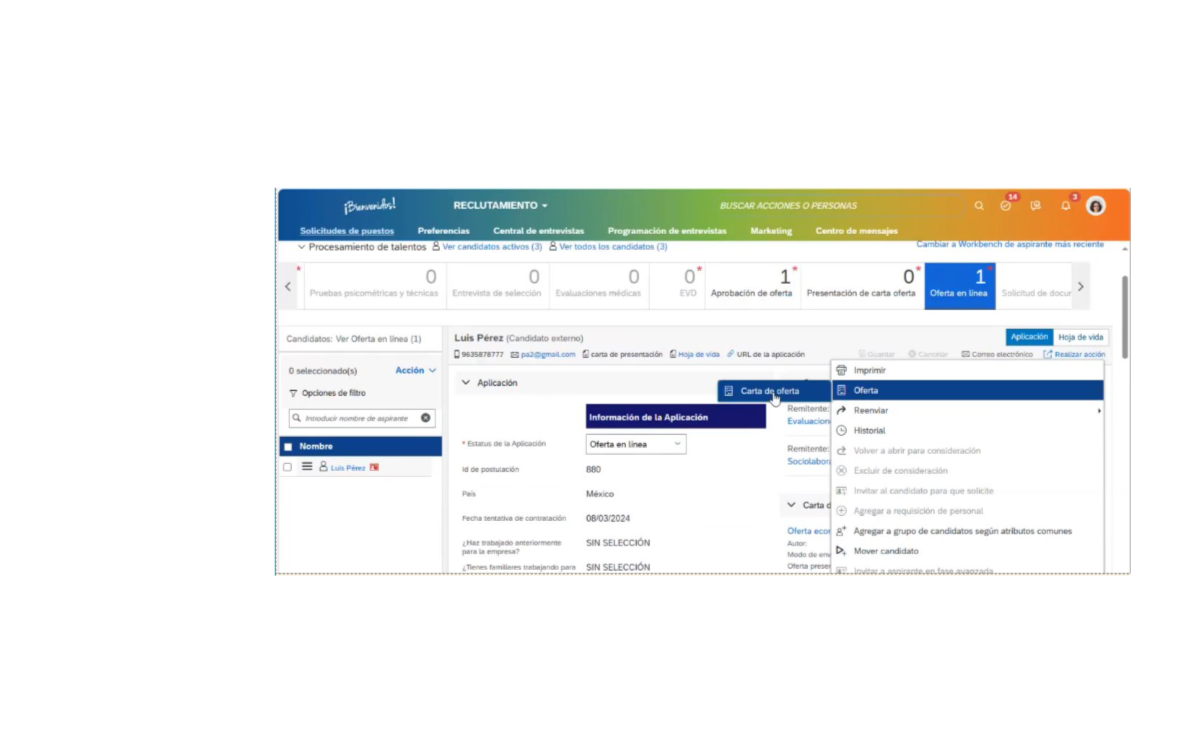 ¡Bienvenidos!
RECLUTAMIENTO
BUSCAR ACCIONES O PERSONAS
14
3
Solicitudes de puestos Preferencias Central de entrevistas Programación de entrevistas Marketing Centro de mensajes
Procesamiento de talentos Ver candidatos activos (3) Ver todos los candidatos (3)
Cambiar a Workbench de aspirante más reciente
* 0 0 0 0* 1* 0* 1*
Pruebas psicométricas y técnicas Entrevista de selección Evaluaciones médicas EVD Aprobación de oferta Presentación de carta oferta Oferta en línea Solicitud de docur
Candidatos: Ver Oferta en línea (1)
Luis Pérez (Candidato externo)
Aplicación Hoja de vida
9635878777 pa2@gmail.com carta de presentación Hoja de vida URL de la aplicación
Guardar Cancelar Correo electrónico Realizar acción
0 seleccionado(s) Acción
Opciones de filtro
Introducir nombre de aspirante
Nombre
Luis Pérez
Aplicación
Información de la Aplicación
* Estatus de la Aplicación Oferta en línea
Id de postulación 880
País México
Fecha tentativa de contratación 08/03/2024
¿Haz trabajado anteriormente
para la empresa? SIN SELECCIÓN
¿Tienes familiares trabajando para SIN SELECCIÓN
Carta de oferta
Remitente:
Evaluacion
Remitente:
Sociolabora
Carta d
Oferta econ
Autor:
Modo de env
Oferta preser
Imprimir
Oferta
Reenviar
Historial
Volver a abrir para consideración
Excluir de consideración
Invitar al candidato para que solicite
Agregar a requisición de personal
Agregar a grupo de candidatos según atributos comunes
Mover candidato
Invitar a aspirante en fase avanzada